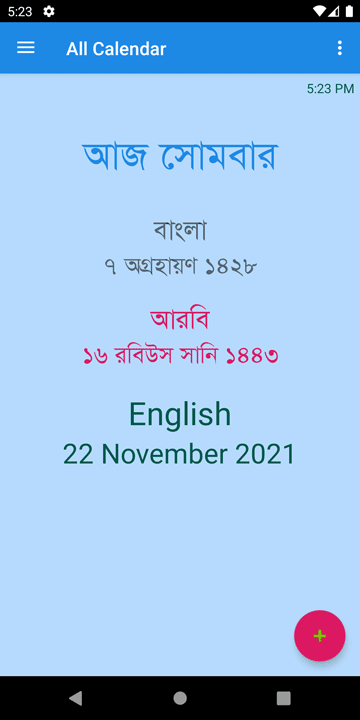 5:23
All Calendar
5:23 PM
আজ সোমবার
বাংলা
৭ অগ্রহায়ণ ১৪২৮
আরবি
১৬ রবিউস সানি ১৪৪৩
English
22 November 2021
+